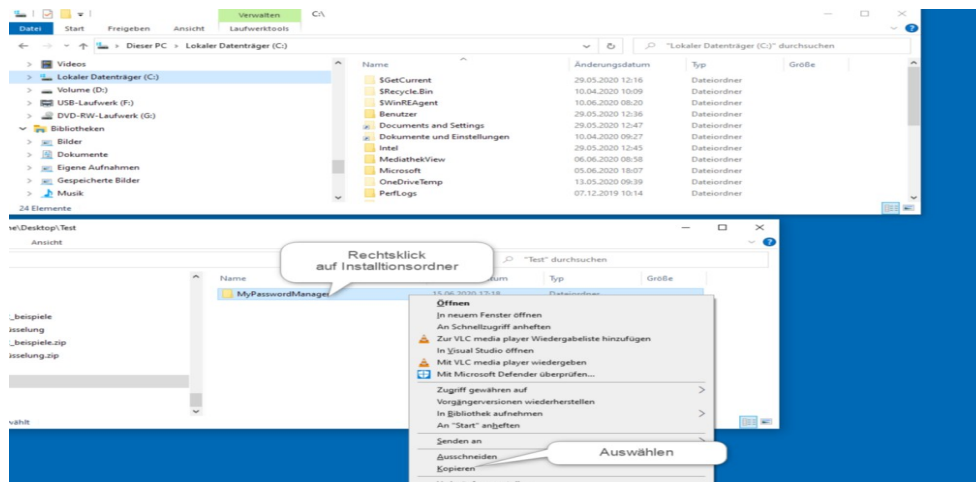 Verwalten C:\
Datei Start Freigeben Ansicht Laufwerktools
Dieser PC > Lokaler Datenträger (C:) "Lokaler Datenträger (C:)" durchsuchen
Videos
Lokaler Datenträger (C:)
Volume (D:)
USB-Laufwerk (F:)
DVD-RW-Laufwerk (G:)
Bibliotheken
Bilder
Dokumente
Eigene Aufnahmen
Gespeicherte Bilder
Musik
Name Änderungsdatum Typ Größe
$GetCurrent 29.05.2020 12:16 Dateiordner
$Recycle.Bin 10.04.2020 10:09 Dateiordner
$WinREAgent 10.06.2020 08:20 Dateiordner
Benutzer 29.05.2020 12:36 Dateiordner
Documents and Settings 29.05.2020 12:47 Dateiordner
Dokumente und Einstellungen 10.04.2020 09:27 Dateiordner
Intel 29.05.2020 12:45 Dateiordner
MediathekView 06.06.2020 08:58 Dateiordner
Microsoft 05.06.2020 18:07 Dateiordner
OneDriveTemp 13.05.2020 09:39 Dateiordner
PerfLogs 07.12.2019 10:14 Dateiordner
24 Elemente
ne\Desktop\Test
Ansicht
Rechtsklick
auf Installtionsordner
"Test" durchsuchen
Name tum Typ Größe
MyPasswordManager 15.06.2020 17:18 Dateiordner
_beispiele
_beispiele.zip
sselung.zip
vählt
Öffnen
In neuem Fenster öffnen
An Schnellzugriff anheften
Zur VLC media player Wiedergabeliste hinzufügen
In Visual Studio öffnen
Mit VLC media player wiedergeben
Mit Microsoft Defender überprüfen...
Zugriff gewähren auf
Vorgängerversionen wiederherstellen
In Bibliothek aufnehmen
An "Start" anheften
Senden an
Ausschneiden
Kopieren
Auswählen